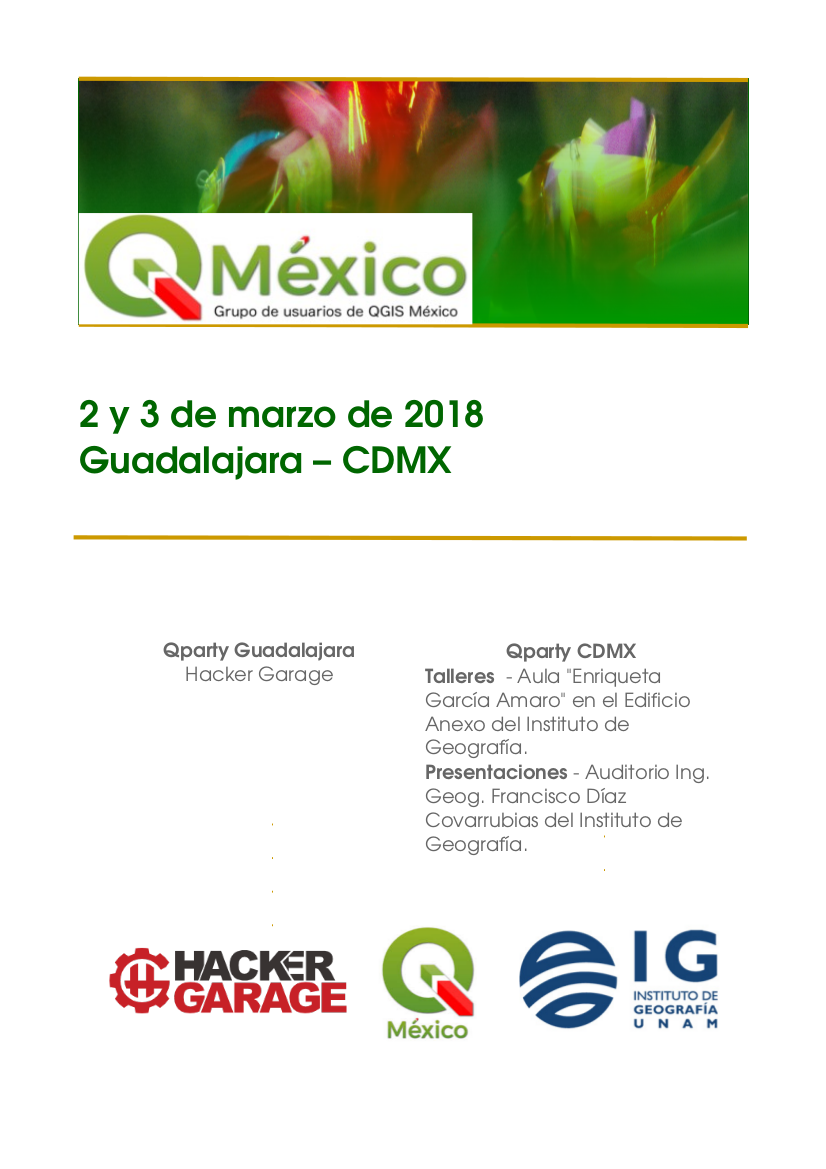 México
Grupo de usuarios de QGIS México
2 y 3 de marzo de 2018
Guadalajara – CDMX
Qparty Guadalajara
Hacker Garage
Qparty CDMX
Talleres - Aula "Enriqueta
García Amaro" en el Edificio
Anexo del Instituto de
Geografía.
Presentaciones - Auditorio Ing.
Geog. Francisco Díaz
Covarrubias del Instituto de
Geografía.
HACKER
GARAGE
México
IG
INSTITUTO DE
GEOGRAFÍA
UNAM